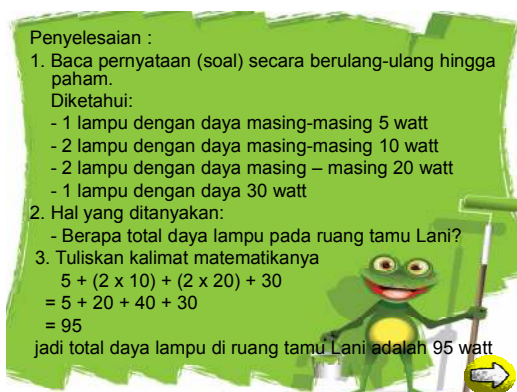 Penyelesaian :
1. Baca pernyataan (soal) secara berulang-ulang hingga
paham.
Diketahui:
- 1 lampu dengan daya masing-masing 5 watt
- 2 lampu dengan daya masing-masing 10 watt
- 2 lampu dengan daya masing – masing 20 watt
- 1 lampu dengan daya 30 watt
2. Hal yang ditanyakan:
- Berapa total daya lampu pada ruang tamu Lani?
3. Tuliskan kalimat matematikanya
5 + (2 x 10) + (2 x 20) + 30
= 5 + 20 + 40 + 30
= 95
jadi total daya lampu di ruang tamu Lani adalah 95 watt